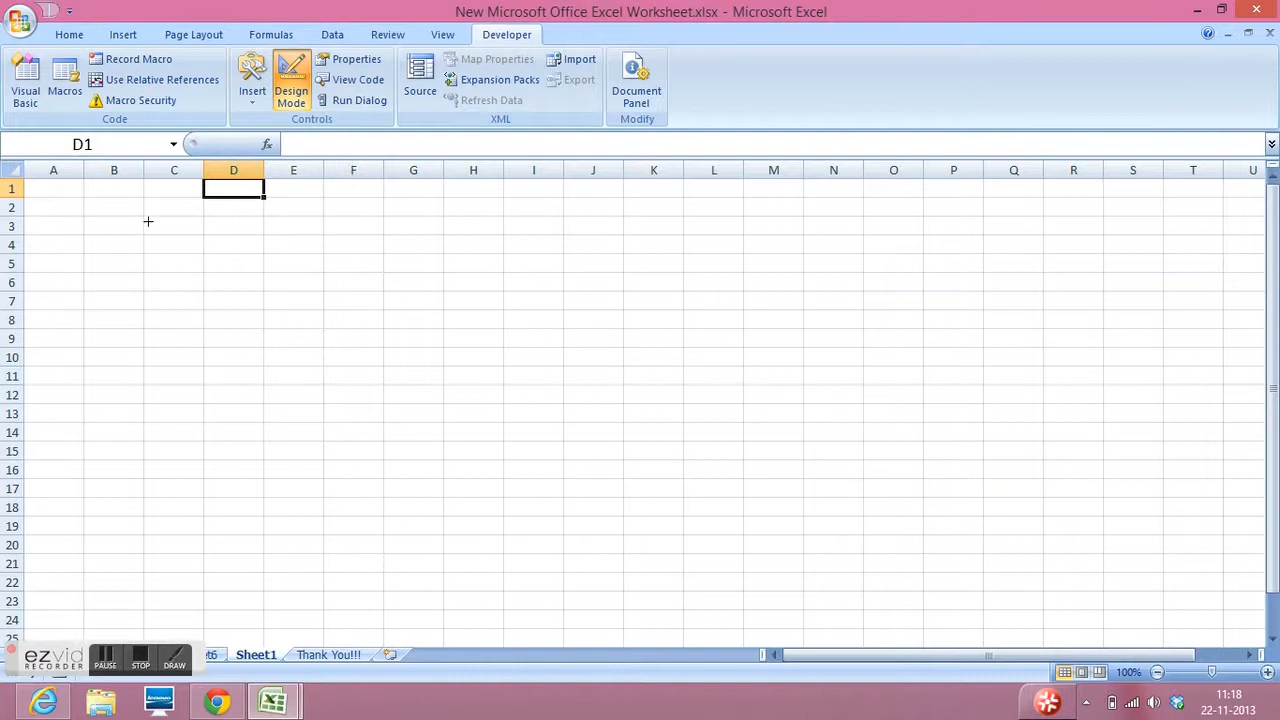 New Microsoft Office Excel Worksheet.xlsx - Microsoft Excel
Home Insert Page Layout Formulas Data Review View Developer
Visual Basic
Macros
Record Macro
Use Relative References
Macro Security
Code
Insert
Design Mode
Properties
View Code
Run Dialog
Controls
Source
Map Properties
Expansion Packs
Refresh Data
Import
Export
XML
Document Panel
Modify
D1 fx
A B C D E F G H I J K L M N O P Q R S T U
1
2
3
4
5
6
7
8
9
10
11
12
13
14
15
16
17
18
19
20
21
22
23
24
25
ezvid
RECORDER
PAUSE STOP DRAW
et6 Sheet1 Thank You!!!
100%
lenovo
11:18
22-11-2013